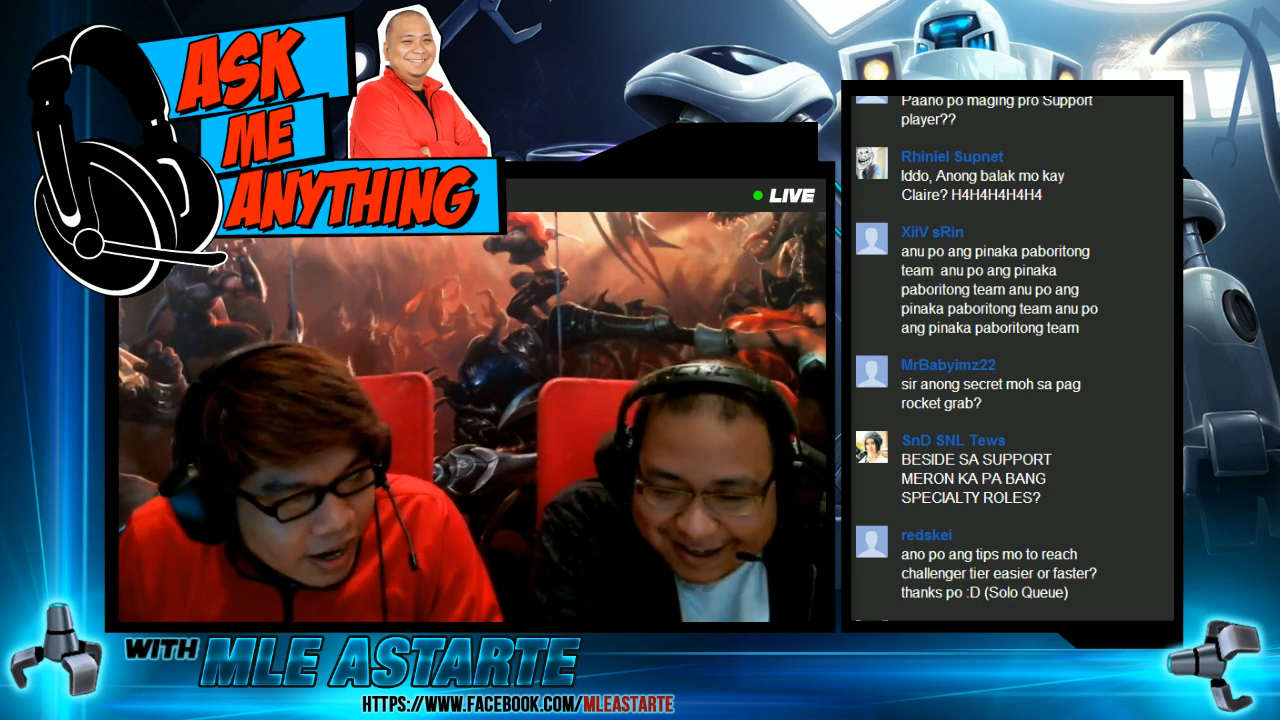 ASK
ME
ANYTHING
LIVE
Paano po maging pro Support
player??
Rhiniel Supnet
Iddo, Anong balak mo kay
Claire? H4H4H4H4H4
XiiV sRin
anu po ang pinaka paboritong
team anu po ang pinaka
paboritong team anu po ang
pinaka paboritong team anu po
ang pinaka paboritong team
MrBabyimz22
sir anong secret moh sa pag
rocket grab?
SnD SNL Tews
BESIDE SA SUPPORT
MERON KA PA BANG
SPECIALTY ROLES?
redskei
ano po ang tips mo to reach
challenger tier easier or faster?
thanks po :D (Solo Queue)
WITH MLE ASTARTE
HTTPS://WWW.FACEBOOK.COM/MLEASTARTE